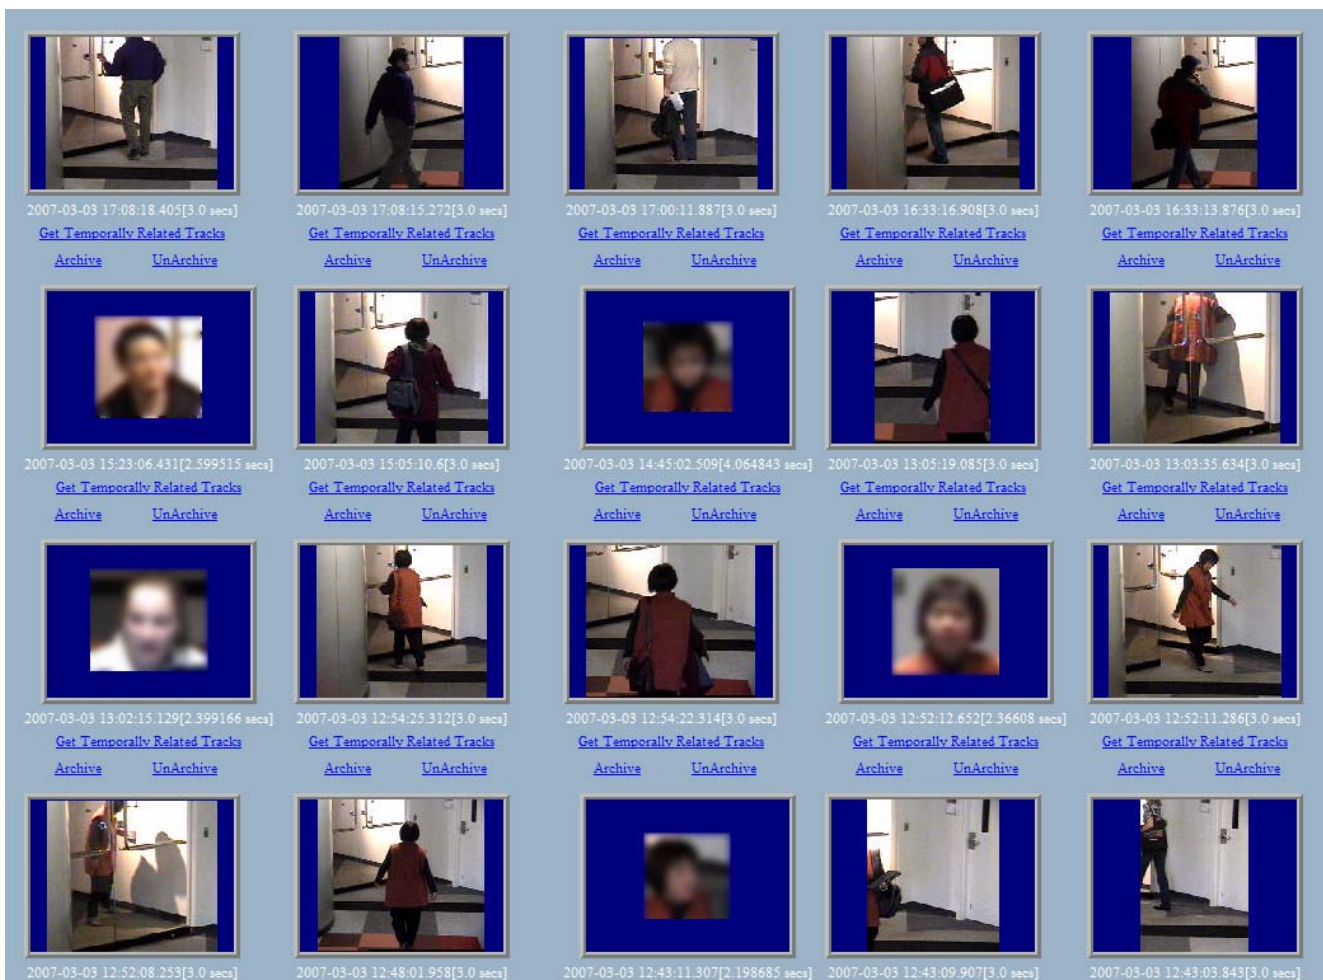 2007-03-03 17:08:18.405[3.0 secs] 2007-03-03 17:08:15.272[3.0 secs] 2007-03-03 17:00:11.887[3.0 secs] 2007-03-03 16:33:16.908[3.0 secs] 2007-03-03 16:33:13.876[3.0 secs]
Get Temporally Related Tracks Get Temporally Related Tracks Get Temporally Related Tracks Get Temporally Related Tracks Get Temporally Related Tracks
Archive UnArchive Archive UnArchive Archive UnArchive Archive UnArchive Archive UnArchive
2007-03-03 15:23:06.431[2.599515 secs] 2007-03-03 15:05:10.6[3.0 secs] 2007-03-03 14:45:02.509[4.064843 secs] 2007-03-03 13:05:19.085[3.0 secs] 2007-03-03 13:03:35.634[3.0 secs]
Get Temporally Related Tracks Get Temporally Related Tracks Get Temporally Related Tracks Get Temporally Related Tracks Get Temporally Related Tracks
Archive UnArchive Archive UnArchive Archive UnArchive Archive UnArchive Archive UnArchive
2007-03-03 13:02:15.129[2.399166 secs] 2007-03-03 12:54:25.312[3.0 secs] 2007-03-03 12:54:22.314[3.0 secs] 2007-03-03 12:52:12.652[2.36608 secs] 2007-03-03 12:52:11.286[3.0 secs]
Get Temporally Related Tracks Get Temporally Related Tracks Get Temporally Related Tracks Get Temporally Related Tracks Get Temporally Related Tracks
Archive UnArchive Archive UnArchive Archive UnArchive Archive UnArchive Archive UnArchive
2007-03-03 12:52:08.253[3.0 secs] 2007-03-03 12:48:01.958[3.0 secs] 2007-03-03 12:43:11.307[2.198685 secs] 2007-03-03 12:43:09.907[3.0 secs] 2007-03-03 12:43:03.843[3.0 secs]